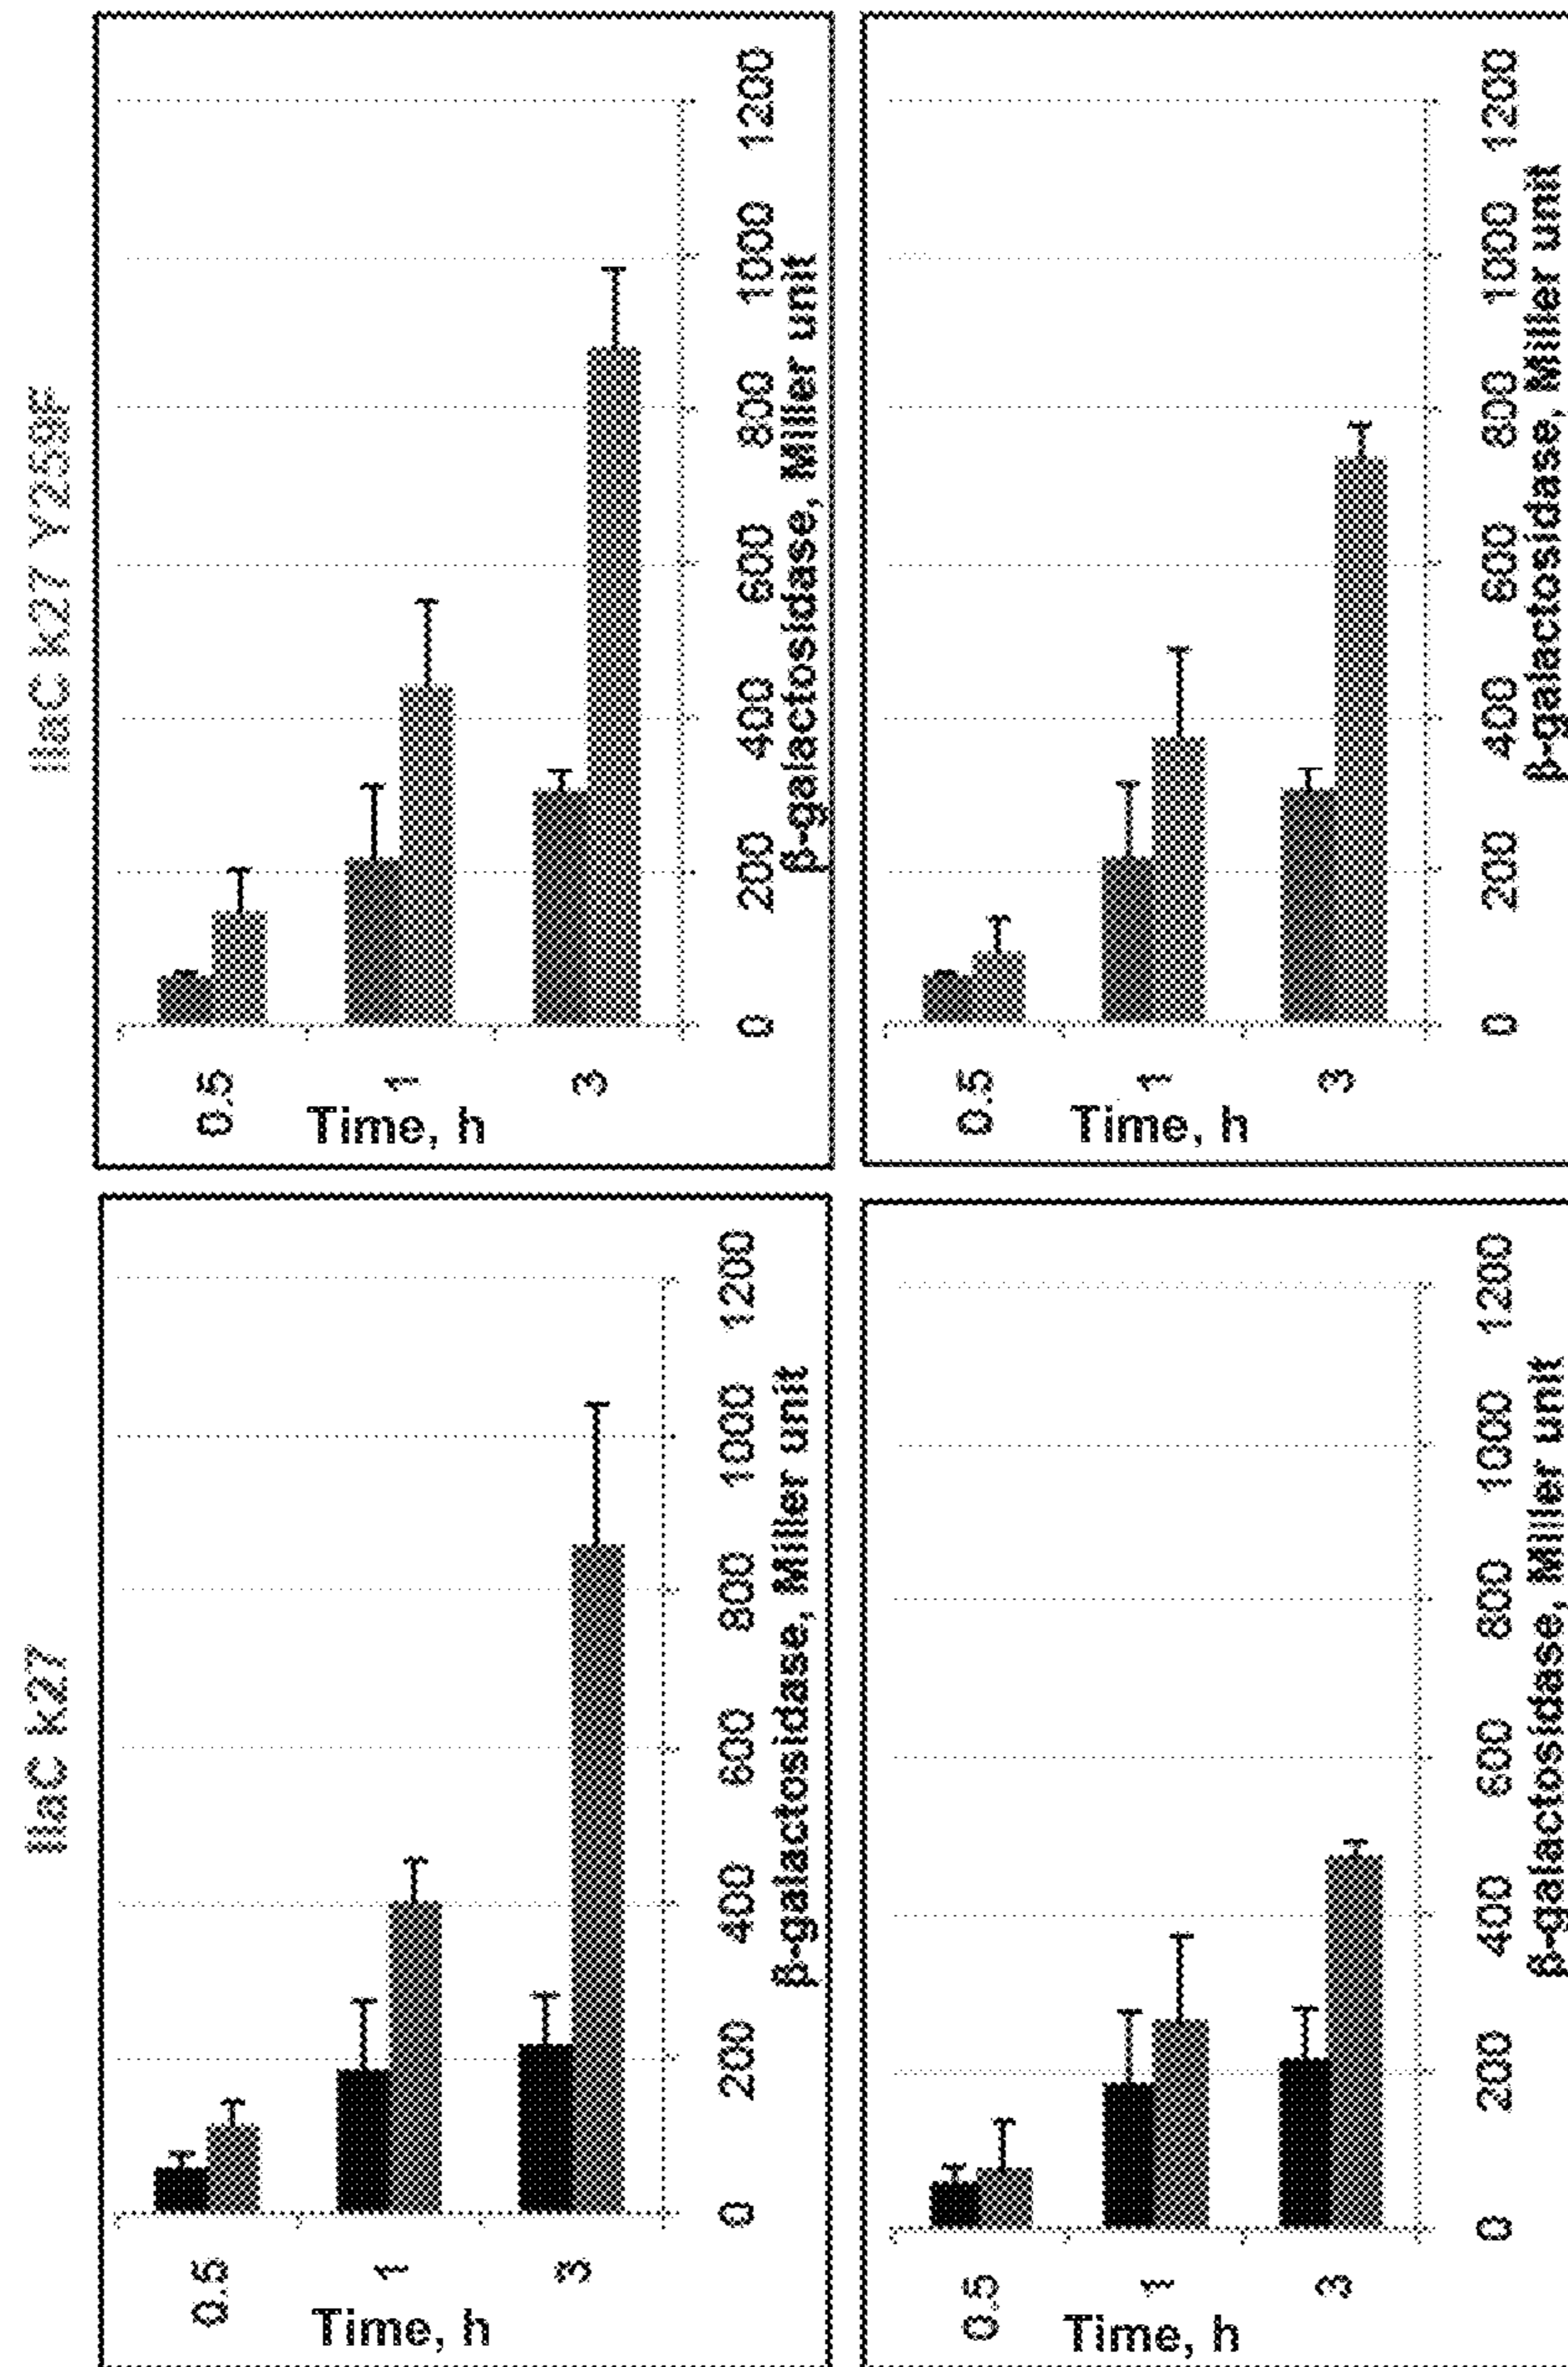 IlaC k27
IlaC k27 Y259F
0.5
1
3
Time, h
0 200 400 600 800 1000 1200
β-galactosidase, Miller unit
0.5
1
3
Time, h
0 200 400 600 800 1000 1200
β-galactosidase, Miller unit
0.5
1
3
Time, h
0 200 400 600 800 1000 1200
β-galactosidase, Miller unit
0.5
1
3
Time, h
0 200 400 600 800 1000 1200
β-galactosidase, Miller unit